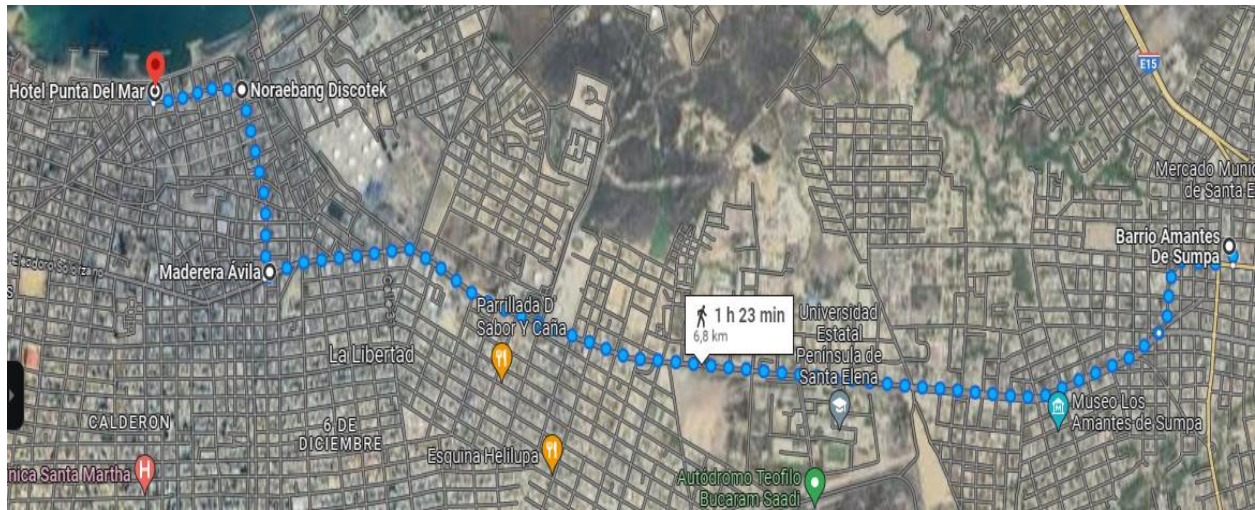 E15
Hotel Punta Del Mar
Noraebang Discotek
Mercado Munic
de Santa E
Barrio Amantes
De Sumpa
Maderera Ávila
1 h 23 min
6,8 km
Parrillada D'
Sabor Y Caña
Universidad
Estatal
Península de
Santa Elena
La Libertad
Museo Los
Amantes de Sumpa
CALDERON
6 DE
DICIEMBRE
Esquina Helilupa
nica Santa Martha
H
Autódromo Teofilo
Bucaram Saadi